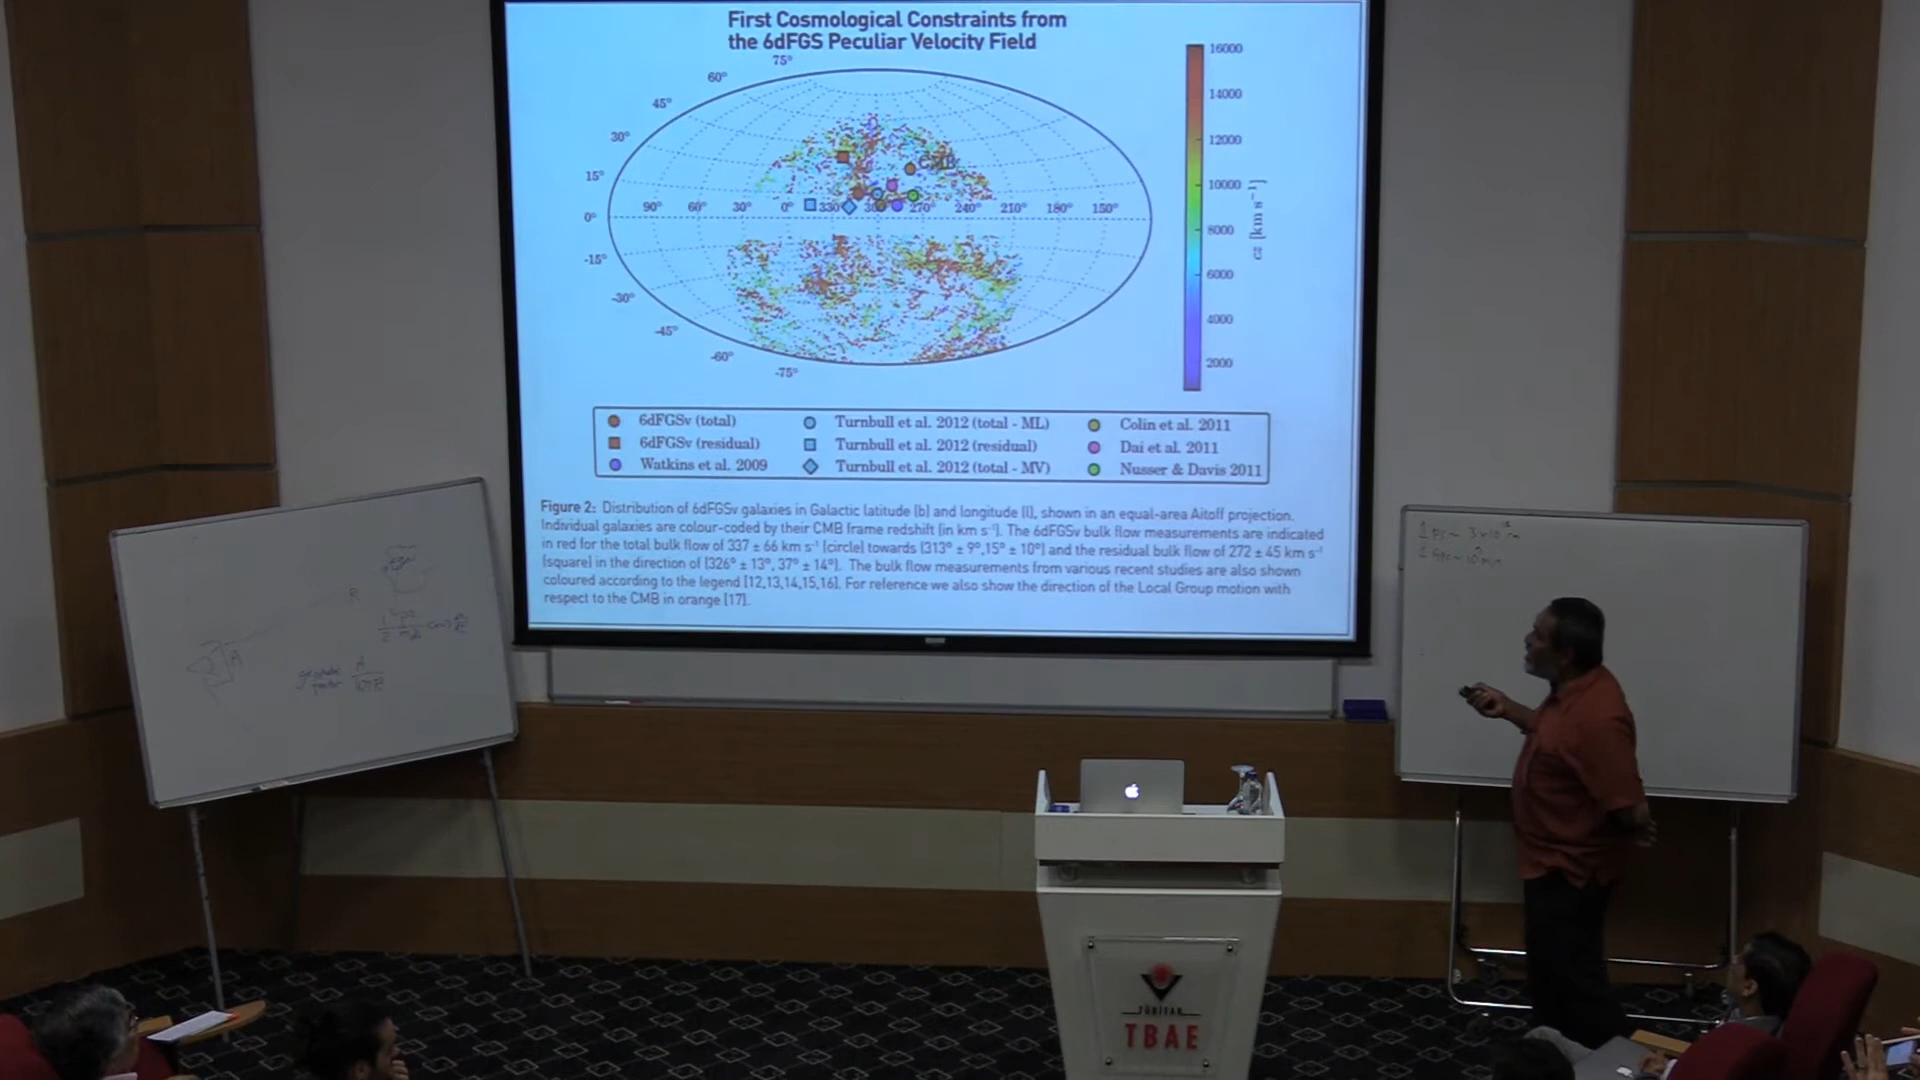 First Cosmological Constraints from
the 6dFGS Peculiar Velocity Field
75°
60°
45°
30°
15°
0°
-15°
-30°
-45°
-60°
-75°
90° 60° 30° 0° 330 300 270° 240° 210° 180° 150°
CMB
16000
14000
12000
10000
8000
6000
4000
2000
cz [km s⁻¹]
6dFGSv (total)
6dFGSv (residual)
Watkins et al. 2009
Turnbull et al. 2012 (total - ML)
Turnbull et al. 2012 (residual)
Turnbull et al. 2012 (total - MV)
Colin et al. 2011
Dai et al. 2011
Nusser & Davis 2011
Figure 2: Distribution of 6dFGSv galaxies in Galactic latitude (b) and longitude (l), shown in an equal-area Aitoff projection.
Individual galaxies are colour-coded by their CMB frame redshift (in km s⁻¹). The 6dFGSv bulk flow measurements are indicated
in red for the total bulk flow of 337 ± 66 km s⁻¹ (circle) towards (313° ± 9°,15° ± 10°) and the residual bulk flow of 272 ± 45 km s⁻¹
(square) in the direction of (326° ± 13°, 37° ± 14°). The bulk flow measurements from various recent studies are also shown
coloured according to the legend [12,13,14,15,16]. For reference we also show the direction of the Local Group motion with
respect to the CMB in orange [17].
R
A
factor
TÜBİTAK
TBAE